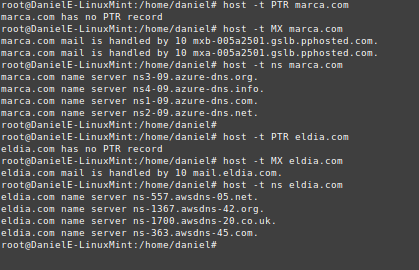 root@DanielE-LinuxMint:/home/daniel# host -t PTR marca.com
marca.com has no PTR record
root@DanielE-LinuxMint:/home/daniel# host -t MX marca.com
marca.com mail is handled by 10 mxb-005a2501.gslb.pphosted.com.
marca.com mail is handled by 10 mxa-005a2501.gslb.pphosted.com.
root@DanielE-LinuxMint:/home/daniel# host -t ns marca.com
marca.com name server ns3-09.azure-dns.org.
marca.com name server ns4-09.azure-dns.info.
marca.com name server ns1-09.azure-dns.com.
marca.com name server ns2-09.azure-dns.net.
root@DanielE-LinuxMint:/home/daniel#
root@DanielE-LinuxMint:/home/daniel# host -t PTR eldia.com
eldia.com has no PTR record
root@DanielE-LinuxMint:/home/daniel# host -t MX eldia.com
eldia.com mail is handled by 10 mail.eldia.com.
root@DanielE-LinuxMint:/home/daniel# host -t ns eldia.com
eldia.com name server ns-557.awsdns-05.net.
eldia.com name server ns-1367.awsdns-42.org.
eldia.com name server ns-1700.awsdns-20.co.uk.
eldia.com name server ns-363.awsdns-45.com.
root@DanielE-LinuxMint:/home/daniel#